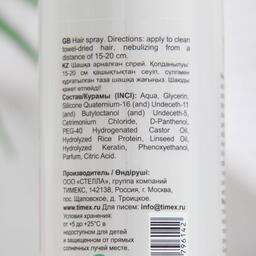 GB Hair spray. Directions: apply to clean
towel-dried hair, nebulizing from a
distance of 15-20 cm.
KZ Шашқа арналған спрей. Қолданылуы:
15-20 см қашықтықтан сеуіп, сүлгімен
құрғатылған таза шашқа жағыңыз. Шаюды
қажет етпейді!
Состав/Курамы (INCI): Aqua, Glycerin,
Silicone Quaternium-16 (and) Undeceth-11
(and) Butyloctanol (and) Undeceth-5,
Cetrimonium Chloride, D-Panthenol,
PEG-40 Hydrogenated Castor Oil,
Hydrolyzed Rice Protein, Linseed Oil,
Hydrolyzed Keratin, Phenoxyethanol,
Parfum, Citric Acid.
Производитель / Өндіруші:
ООО «СТЕЛЛА», группа компаний
ТИМЕКС, 142138, Россия, г. Москва,
пос. Щаповское, д. Троицкое.
www.timex.ru Для писем: info@timex.ru
Условия хранения:
от +5 до +25°С в
недоступном для детей
и защищенном от прямых
солнечных лучей месте.